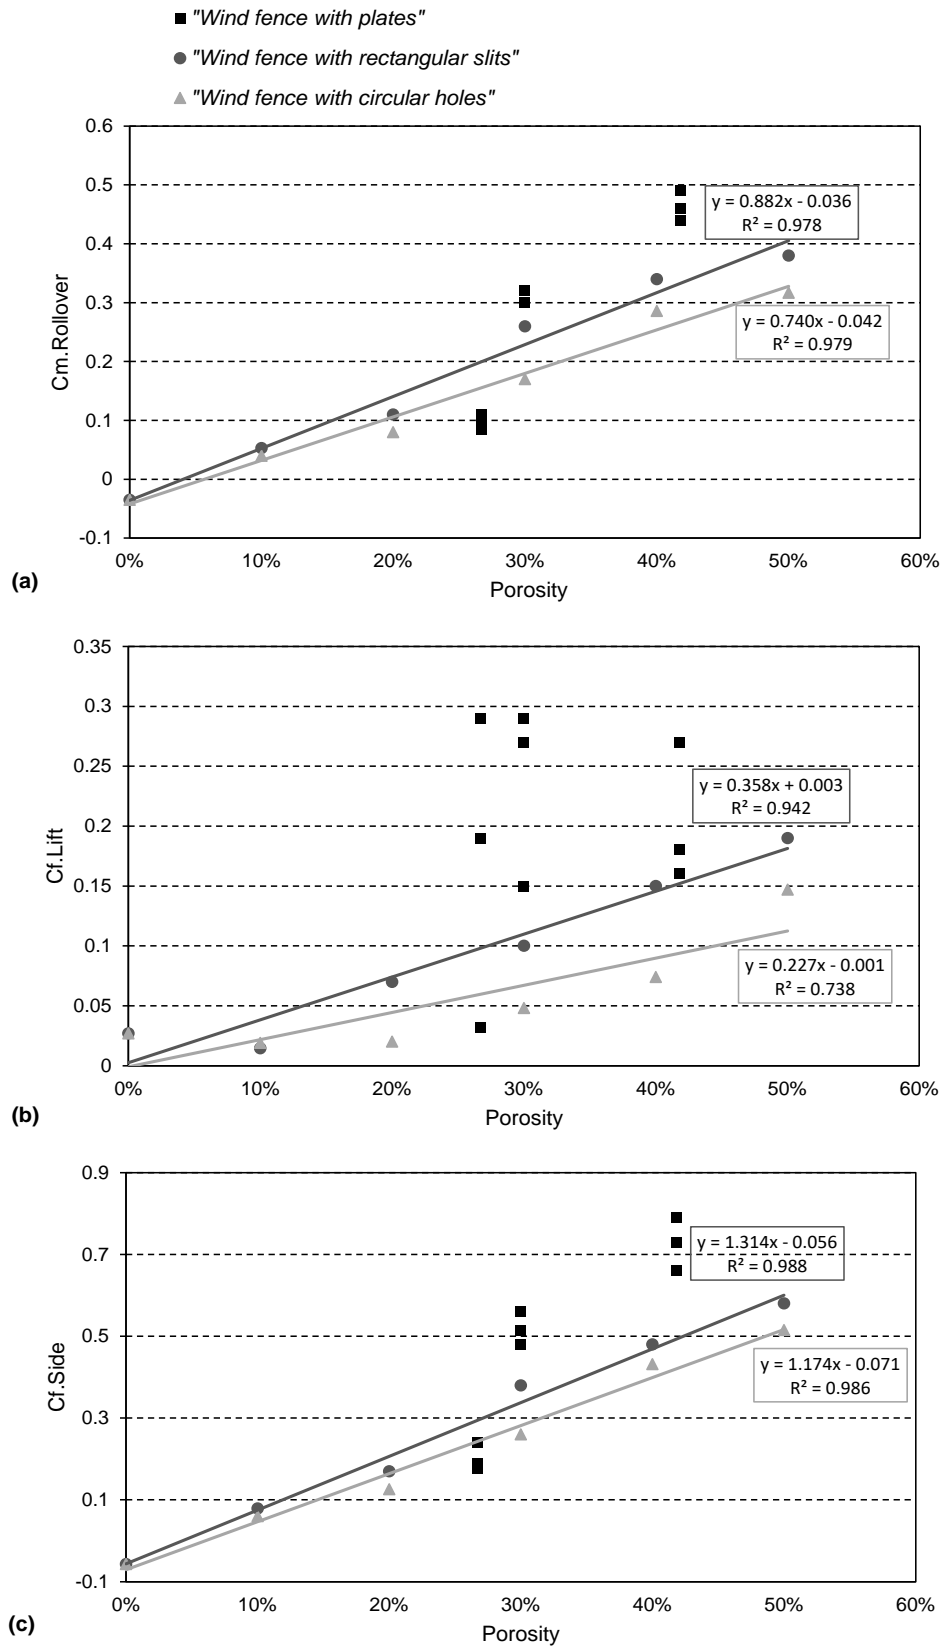 "Wind fence with plates"
"Wind fence with rectangular slits"
"Wind fence with circular holes"
0.6
0.5
0.4
0.3
0.2
0.1
0
-0.1
Cm.Rollover
y = 0.882x - 0.036
R² = 0.978
y = 0.740x - 0.042
R² = 0.979
0% 10% 20% 30% 40% 50% 60%
Porosity
(a)
0.35
0.3
0.25
0.2
0.15
0.1
0.05
0
Cf.Lift
y = 0.358x + 0.003
R² = 0.942
y = 0.227x - 0.001
R² = 0.738
0% 10% 20% 30% 40% 50% 60%
Porosity
(b)
0.9
0.7
0.5
0.3
0.1
-0.1
Cf.Side
y = 1.314x - 0.056
R² = 0.988
y = 1.174x - 0.071
R² = 0.986
0% 10% 20% 30% 40% 50% 60%
Porosity
(c)